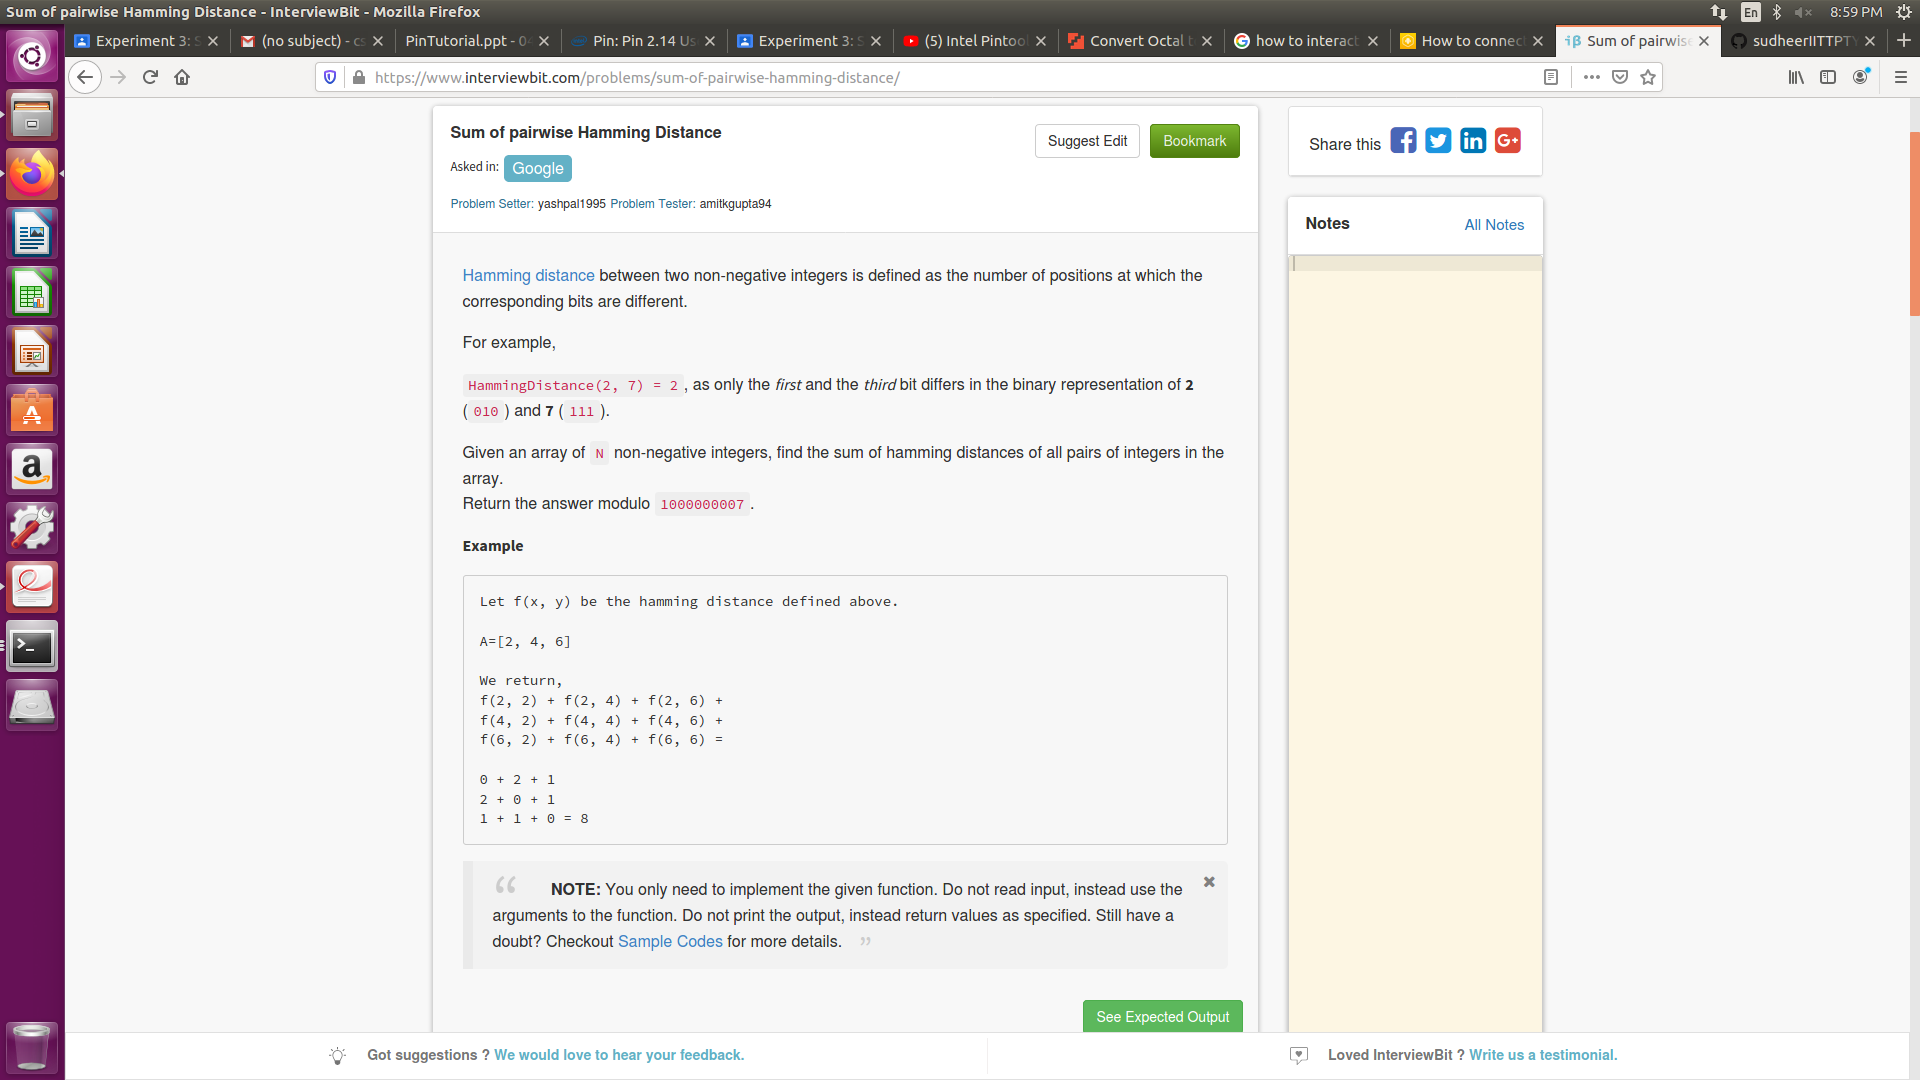 Sum of pairwise Hamming Distance - InterviewBit - Mozilla Firefox
En
8:59 PM
Experiment 3: S
(no subject) - cs
PinTutorial.ppt - 04
Pin: Pin 2.14 Us
Experiment 3: S
(5) Intel Pintoo
Convert Octal t
how to interact
How to connect
Sum of pairwise
sudheerIITTPTY
https://www.interviewbit.com/problems/sum-of-pairwise-hamming-distance/
Sum of pairwise Hamming Distance
Suggest Edit
Bookmark
Asked in: Google
Problem Setter: yashpal1995 Problem Tester: amitkgupta94
Hamming distance between two non-negative integers is defined as the number of positions at which the
corresponding bits are different.
For example,
HammingDistance(2, 7) = 2, as only the first and the third bit differs in the binary representation of 2
(010) and 7 (111).
Given an array of N non-negative integers, find the sum of hamming distances of all pairs of integers in the
array.
Return the answer modulo 1000000007.
Example
Let f(x, y) be the hamming distance defined above.
A=[2, 4, 6]
We return,
f(2, 2) + f(2, 4) + f(2, 6) +
f(4, 2) + f(4, 4) + f(4, 6) +
f(6, 2) + f(6, 4) + f(6, 6) =
0 + 2 + 1
2 + 0 + 1
1 + 1 + 0 = 8
“ NOTE: You only need to implement the given function. Do not read input, instead use the
arguments to the function. Do not print the output, instead return values as specified. Still have a
doubt? Checkout Sample Codes for more details. ”
See Expected Output
Share this
G+
Notes
All Notes
Got suggestions ? We would love to hear your feedback.
Loved InterviewBit ? Write us a testimonial.